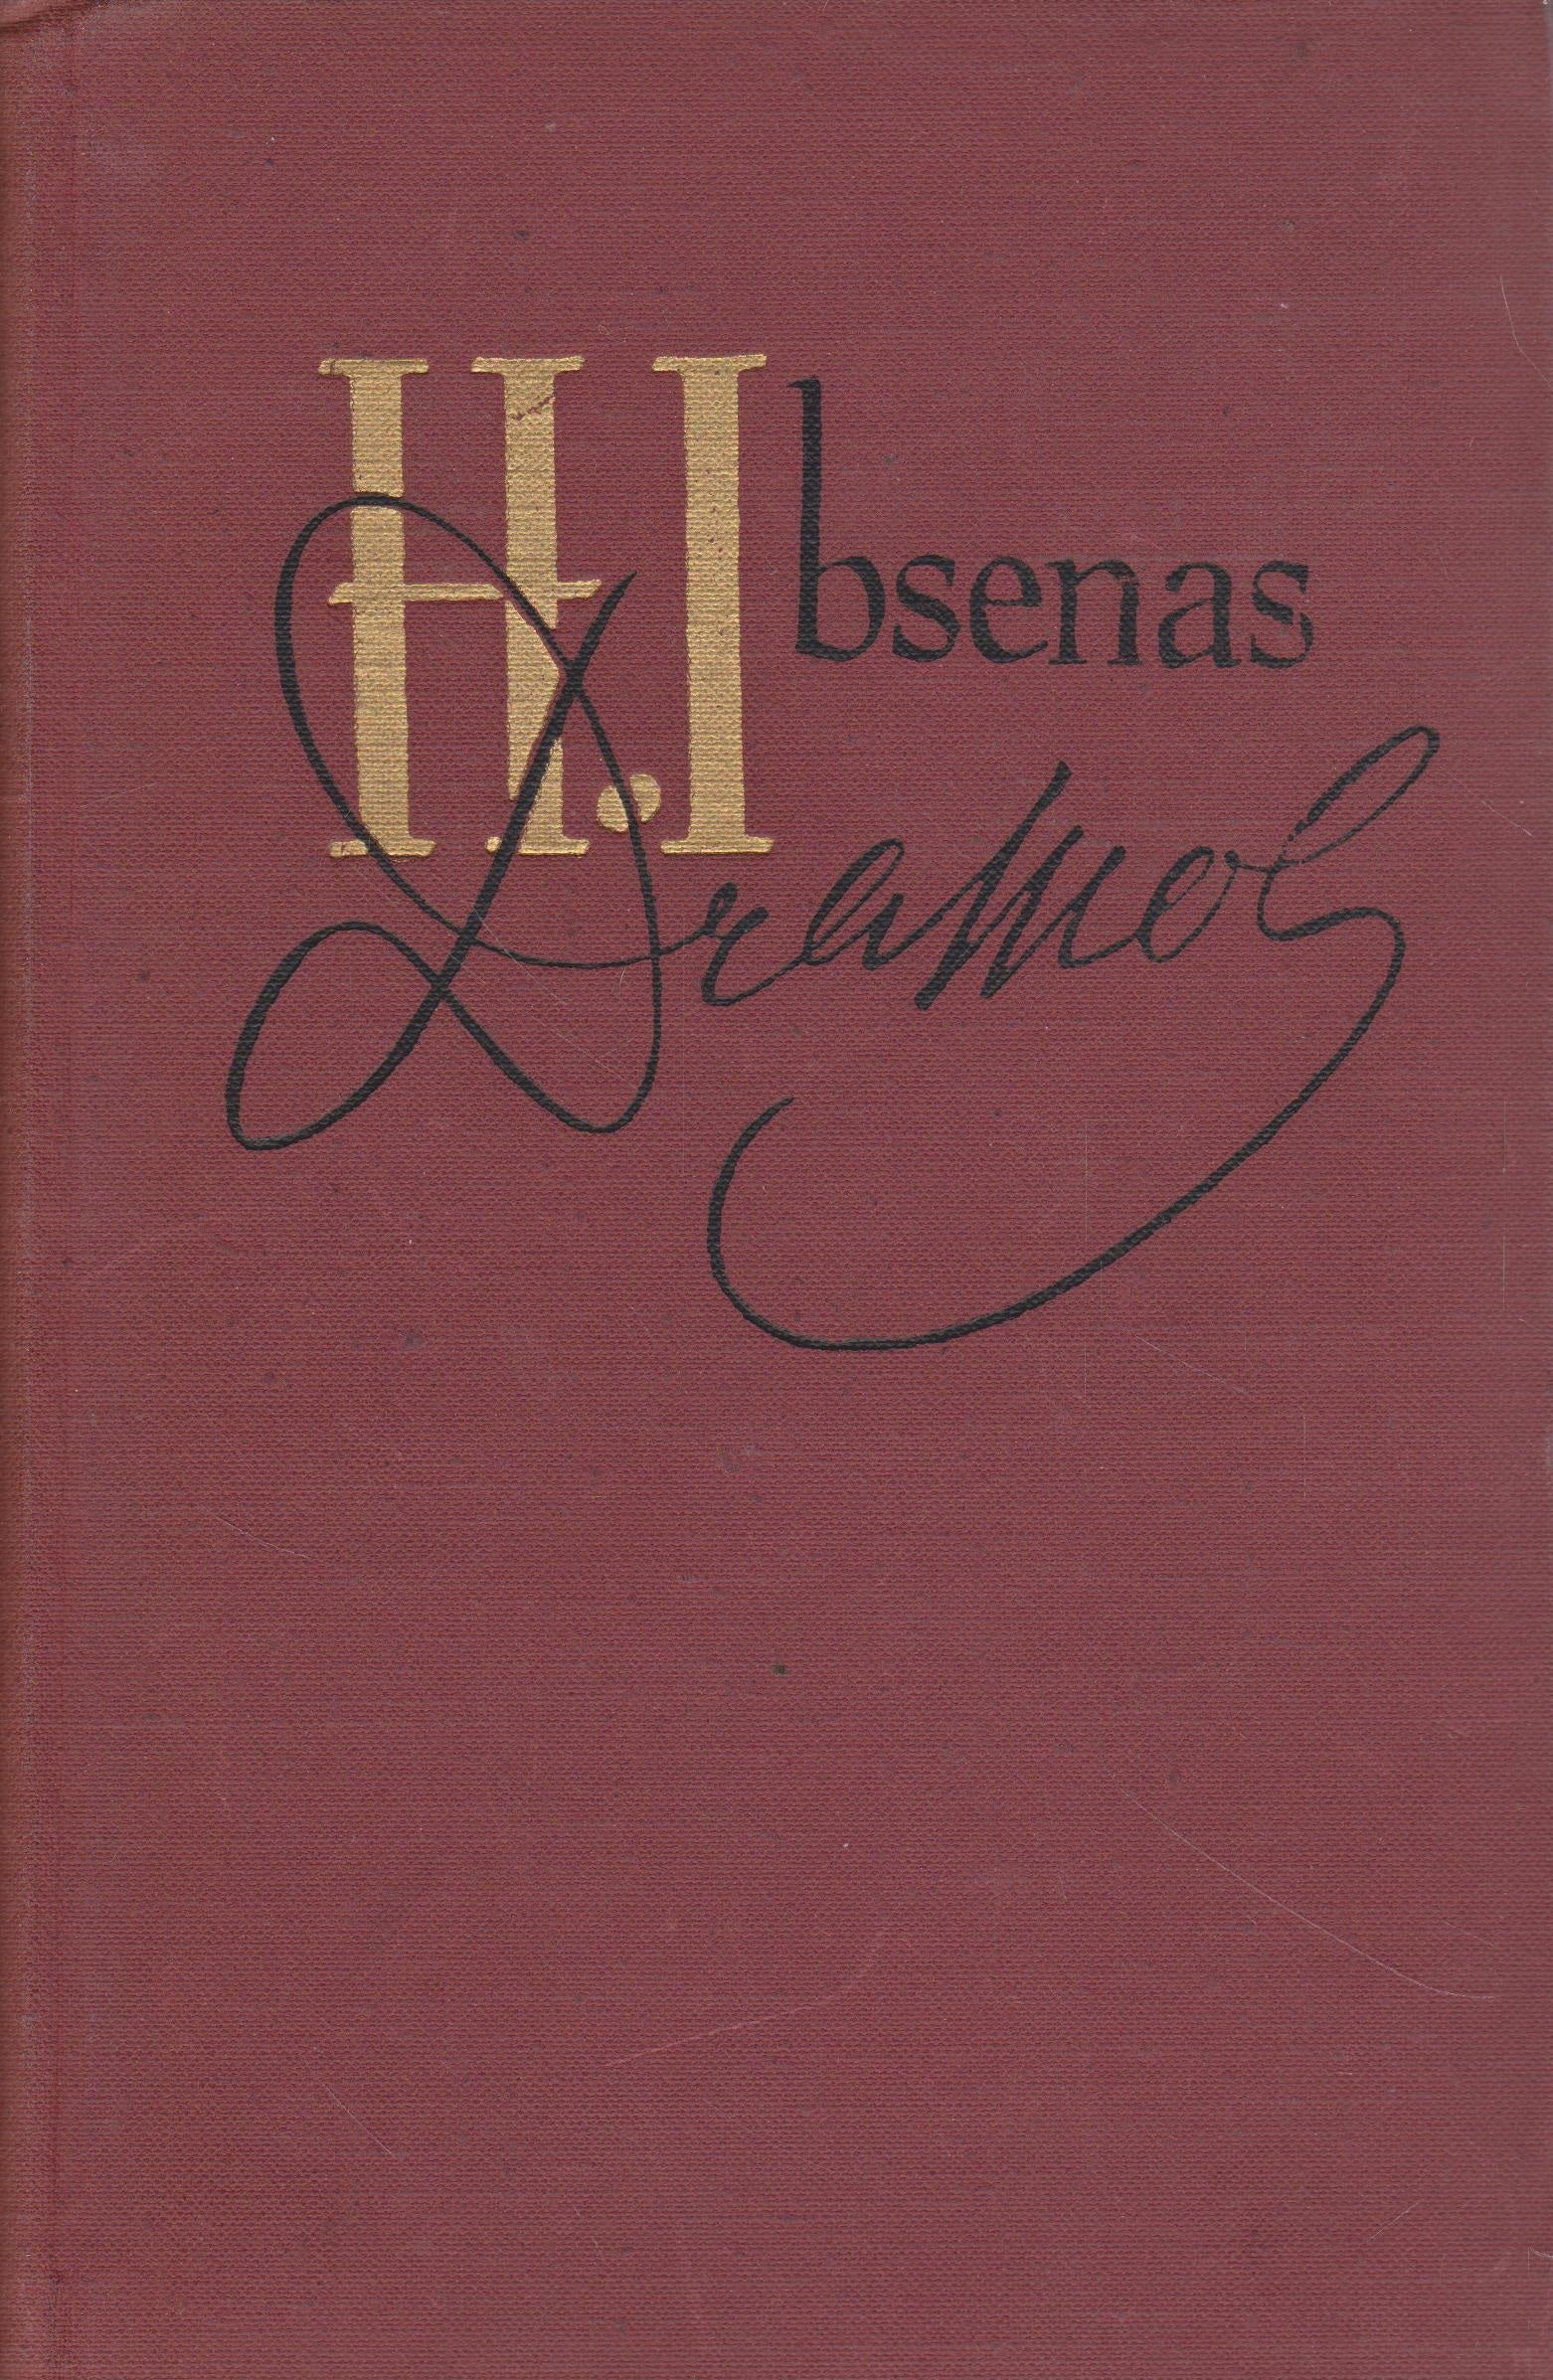 H. Ibsenas
Dramos